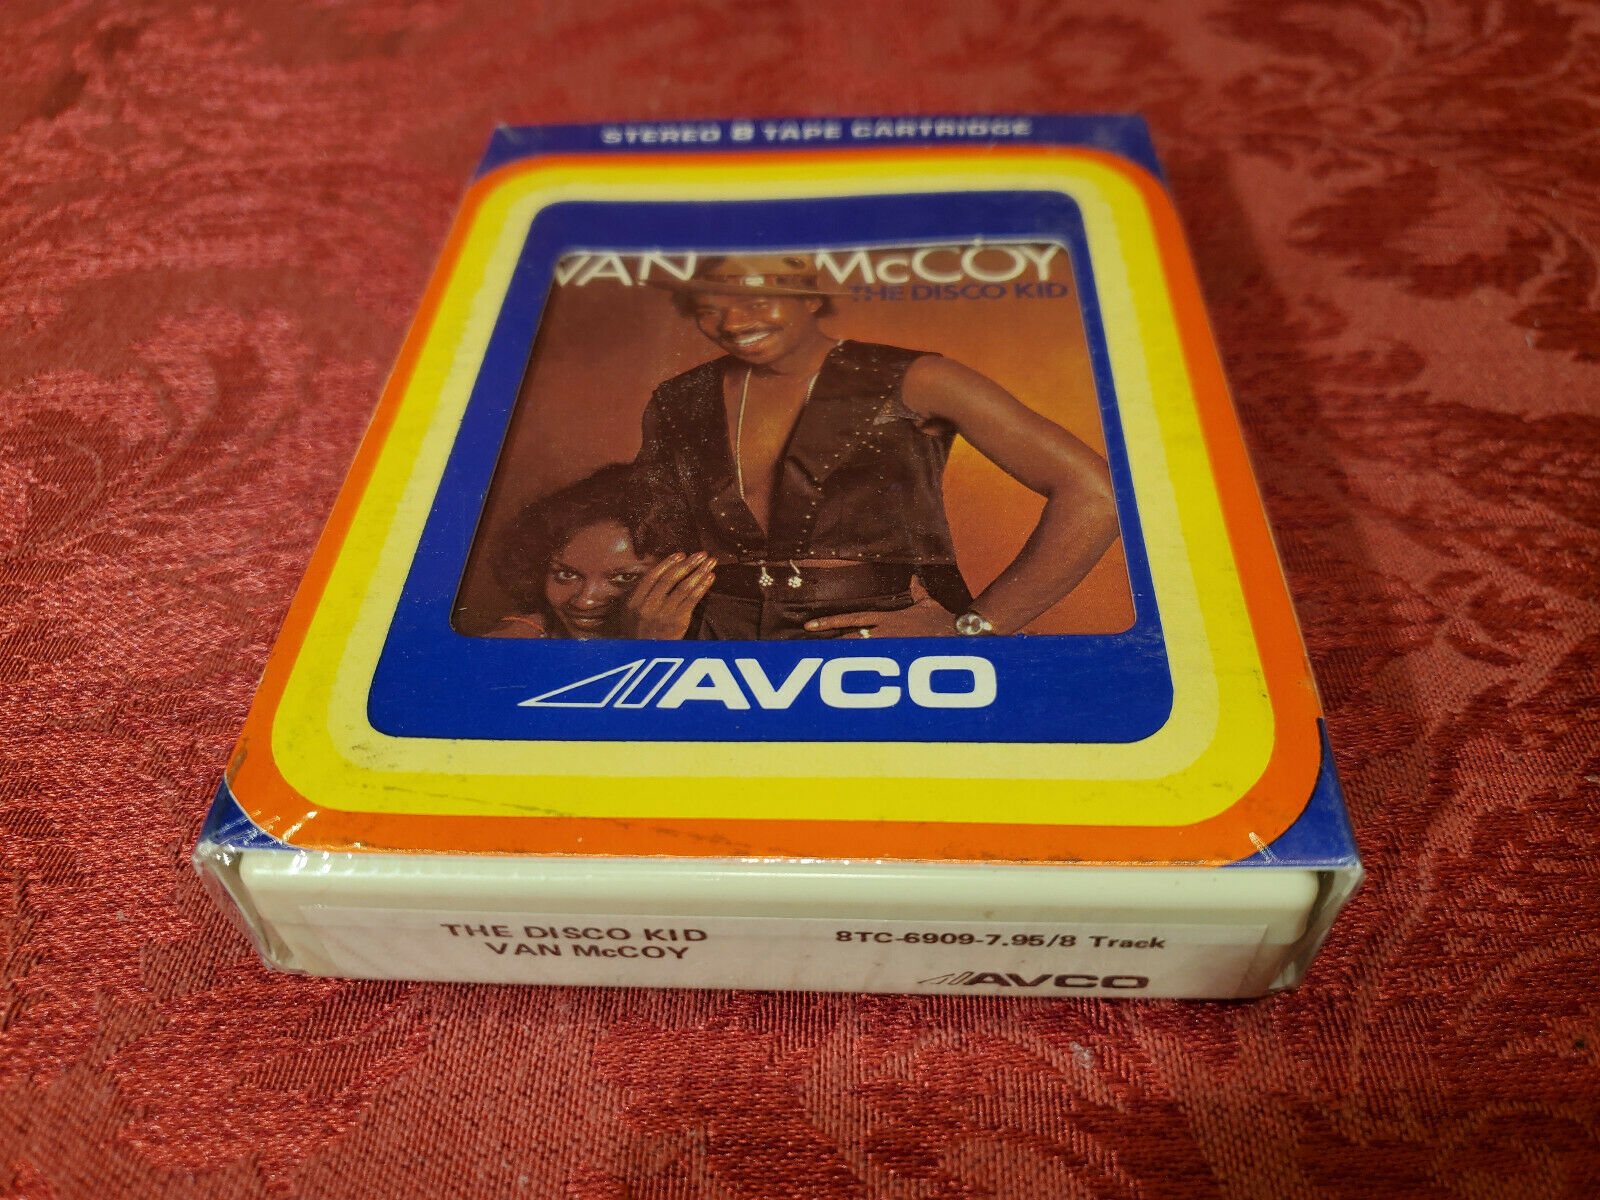 STEREO 8 TAPE CARTRIDGE
VAN McCOY
THE DISCO KID
AVCO
THE DISCO KID
VAN McCOY
8TC-6909-7.95/8 Track
AVCO